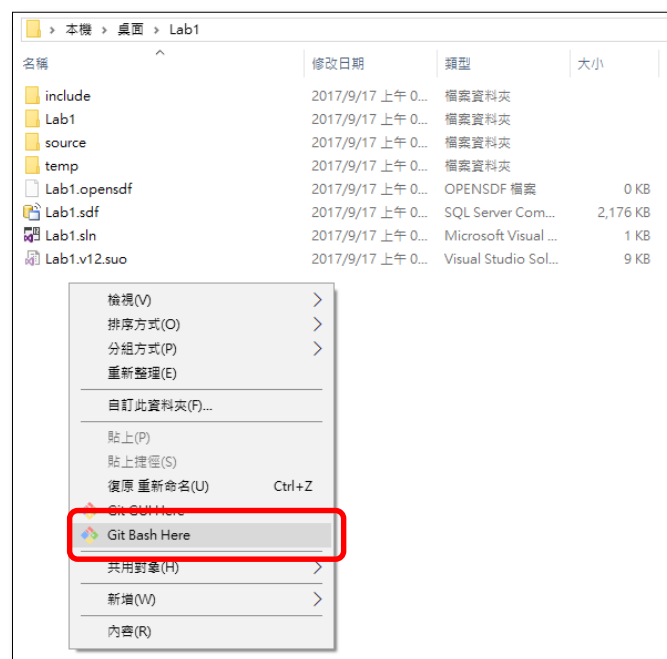 本機 › 桌面 › Lab1
名稱 修改日期 類型 大小
include 2017/9/17 上午 0... 檔案資料夾
Lab1 2017/9/17 上午 0... 檔案資料夾
source 2017/9/17 上午 0... 檔案資料夾
temp 2017/9/17 上午 0... 檔案資料夾
Lab1.opensdf 2017/9/17 上午 0... OPENSDF 檔案 0 KB
Lab1.sdf 2017/9/17 上午 0... SQL Server Com... 2,176 KB
Lab1.sln 2017/9/17 上午 0... Microsoft Visual ... 1 KB
Lab1.v12.suo 2017/9/17 上午 0... Visual Studio Sol... 9 KB
檢視(V)
排序方式(O)
分組方式(P)
重新整理(E)
自訂此資料夾(F)...
貼上(P)
貼上捷徑(S)
復原 重新命名(U) Ctrl+Z
Git GUI Here
Git Bash Here
共用對象(H)
新增(W)
內容(R)